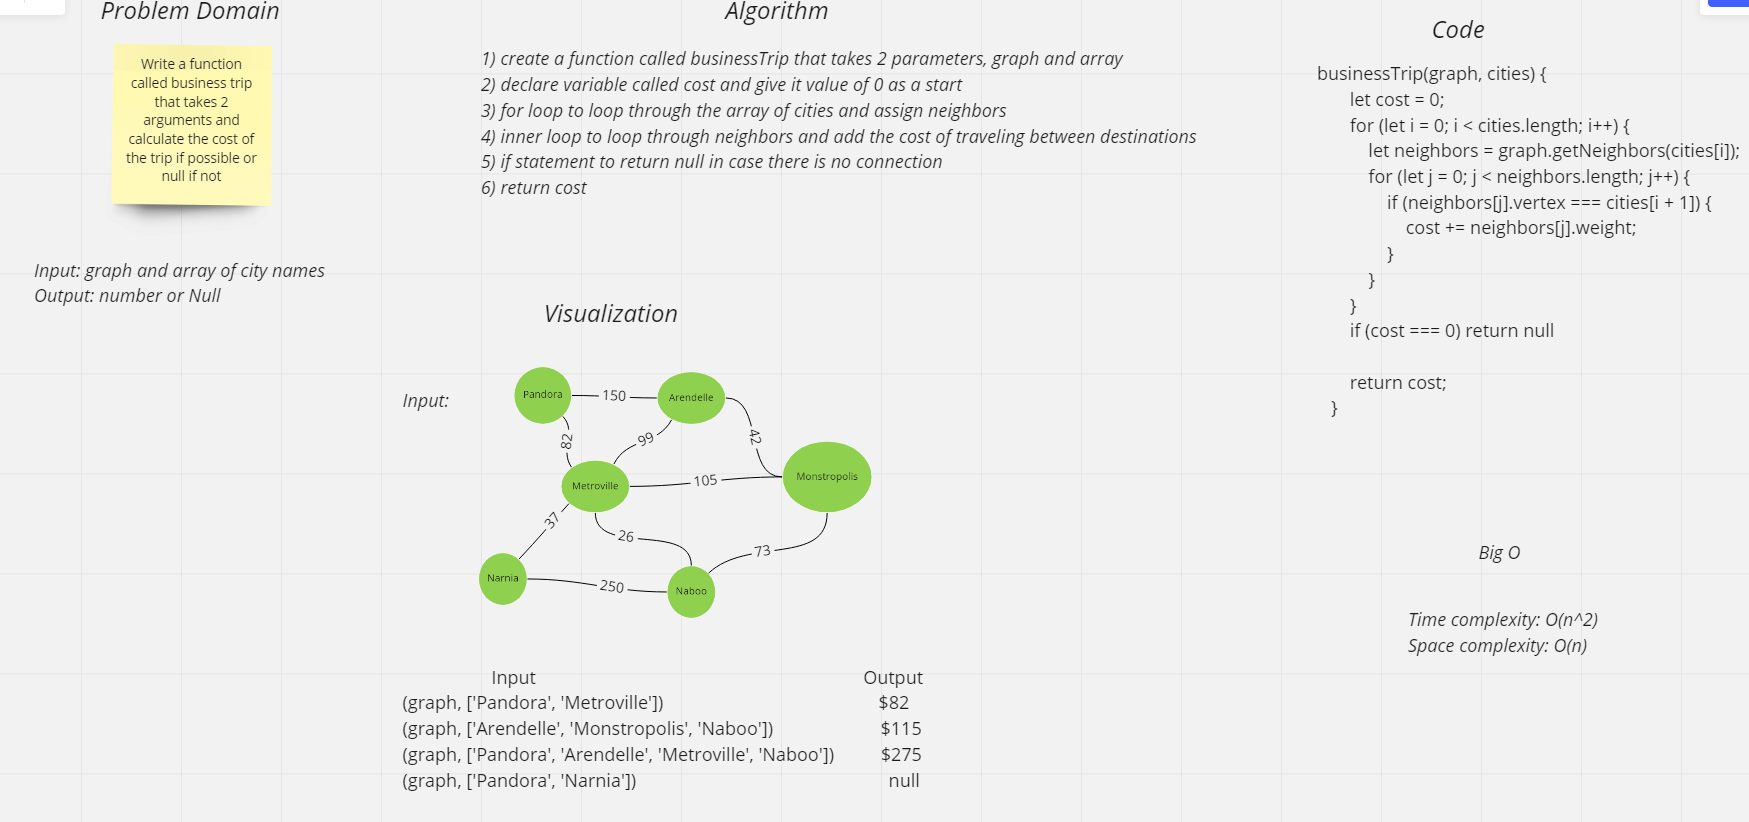 Problem Domain
Write a function
called business trip
that takes 2
arguments and
calculate the cost of
the trip if possible or
null if not
Input: graph and array of city names
Output: number or Null
Algorithm
1) create a function called businessTrip that takes 2 parameters, graph and array
2) declare variable called cost and give it value of 0 as a start
3) for loop to loop through the array of cities and assign neighbors
4) inner loop to loop through neighbors and add the cost of traveling between destinations
5) if statement to return null in case there is no connection
6) return cost
Visualization
Input:
Pandora
150
Arendelle
82
99
42
Metroville
105
Monstropolis
37
26
73
Narnia
250
Naboo
Input Output
(graph, ['Pandora', 'Metroville']) $82
(graph, ['Arendelle', 'Monstropolis', 'Naboo']) $115
(graph, ['Pandora', 'Arendelle', 'Metroville', 'Naboo']) $275
(graph, ['Pandora', 'Narnia']) null
Code
businessTrip(graph, cities) {
let cost = 0;
for (let i = 0; i < cities.length; i++) {
let neighbors = graph.getNeighbors(cities[i]);
for (let j = 0; j < neighbors.length; j++) {
if (neighbors[j].vertex === cities[i + 1]) {
cost += neighbors[j].weight;
}
}
}
if (cost === 0) return null
return cost;
}
Big O
Time complexity: O(n^2)
Space complexity: O(n)